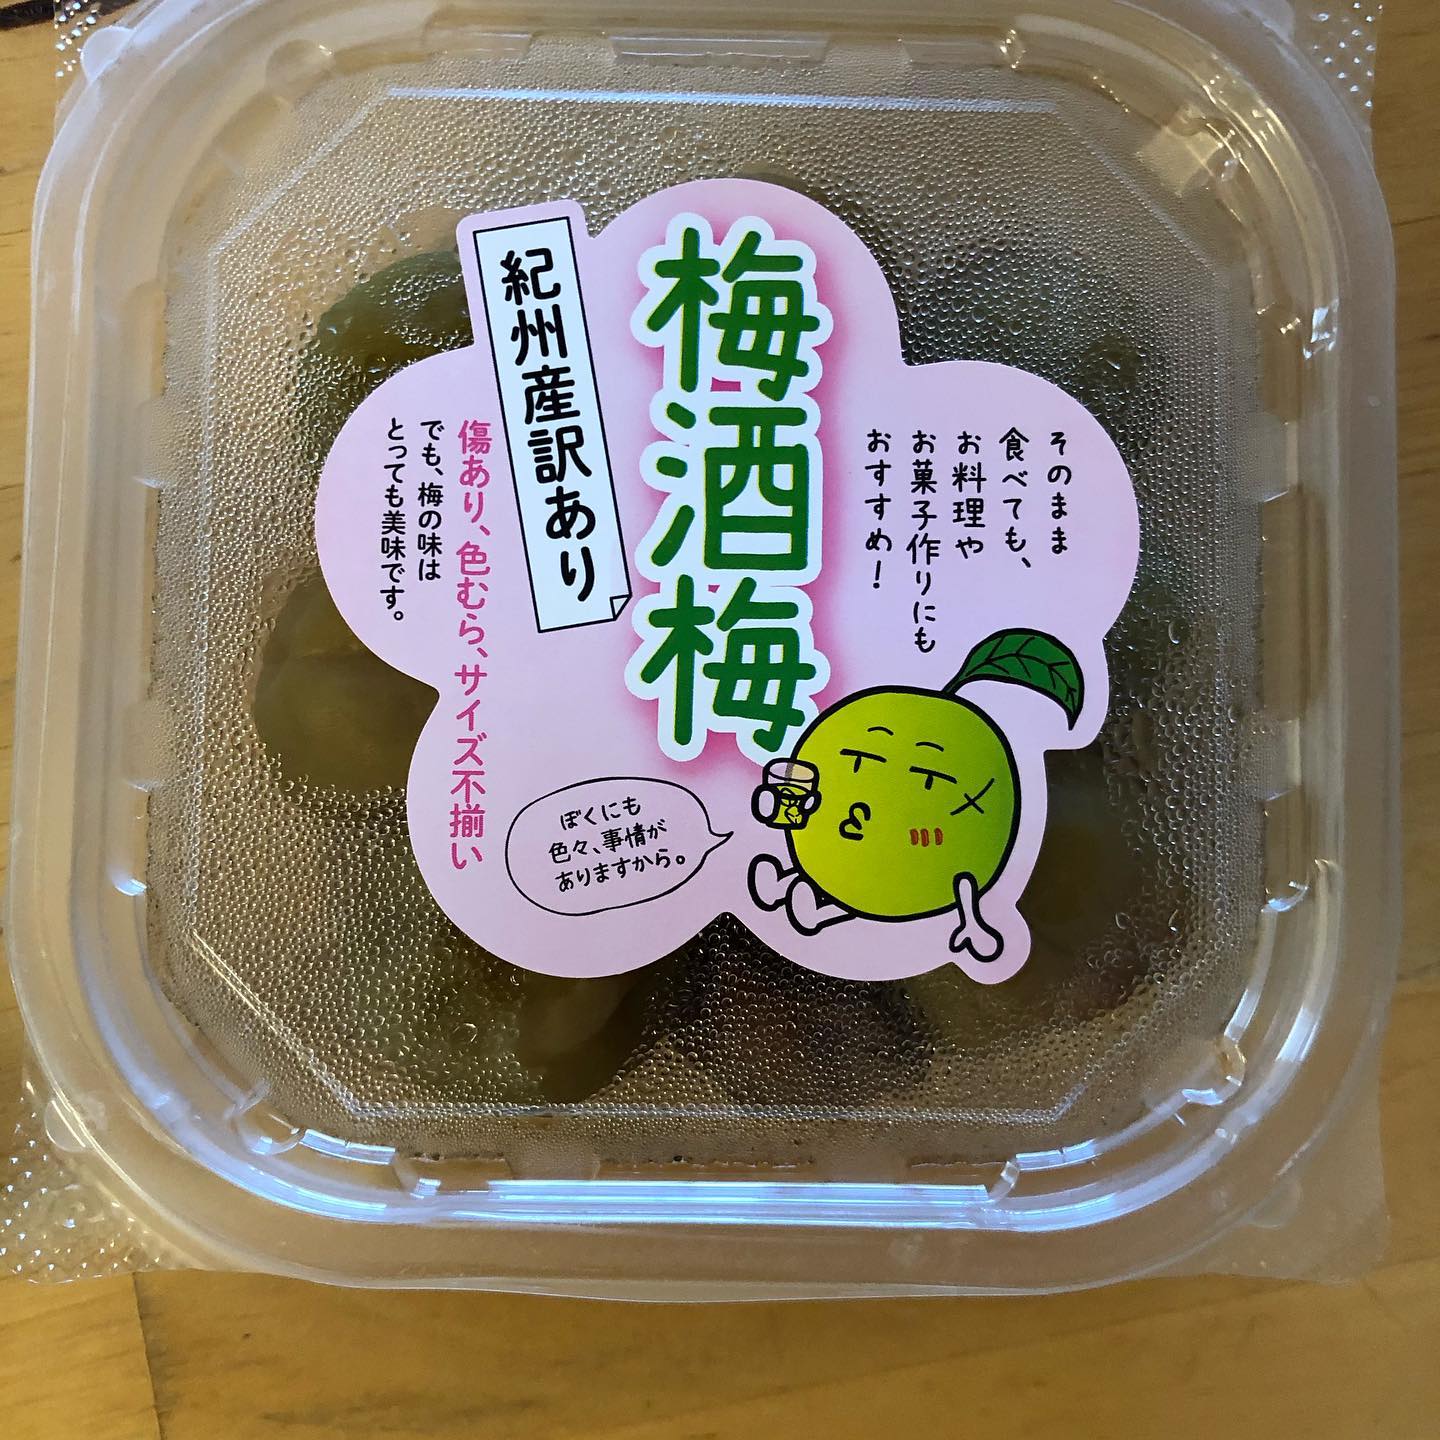 そのまま
食べても、
お料理や
お菓子作りにも
おすすめ！
梅酒梅
紀州産訳あり
傷あり、色むら、サイズ不揃い
でも、梅の味は
とっても美味です。
ぼくにも
色々、事情が
ありますから。